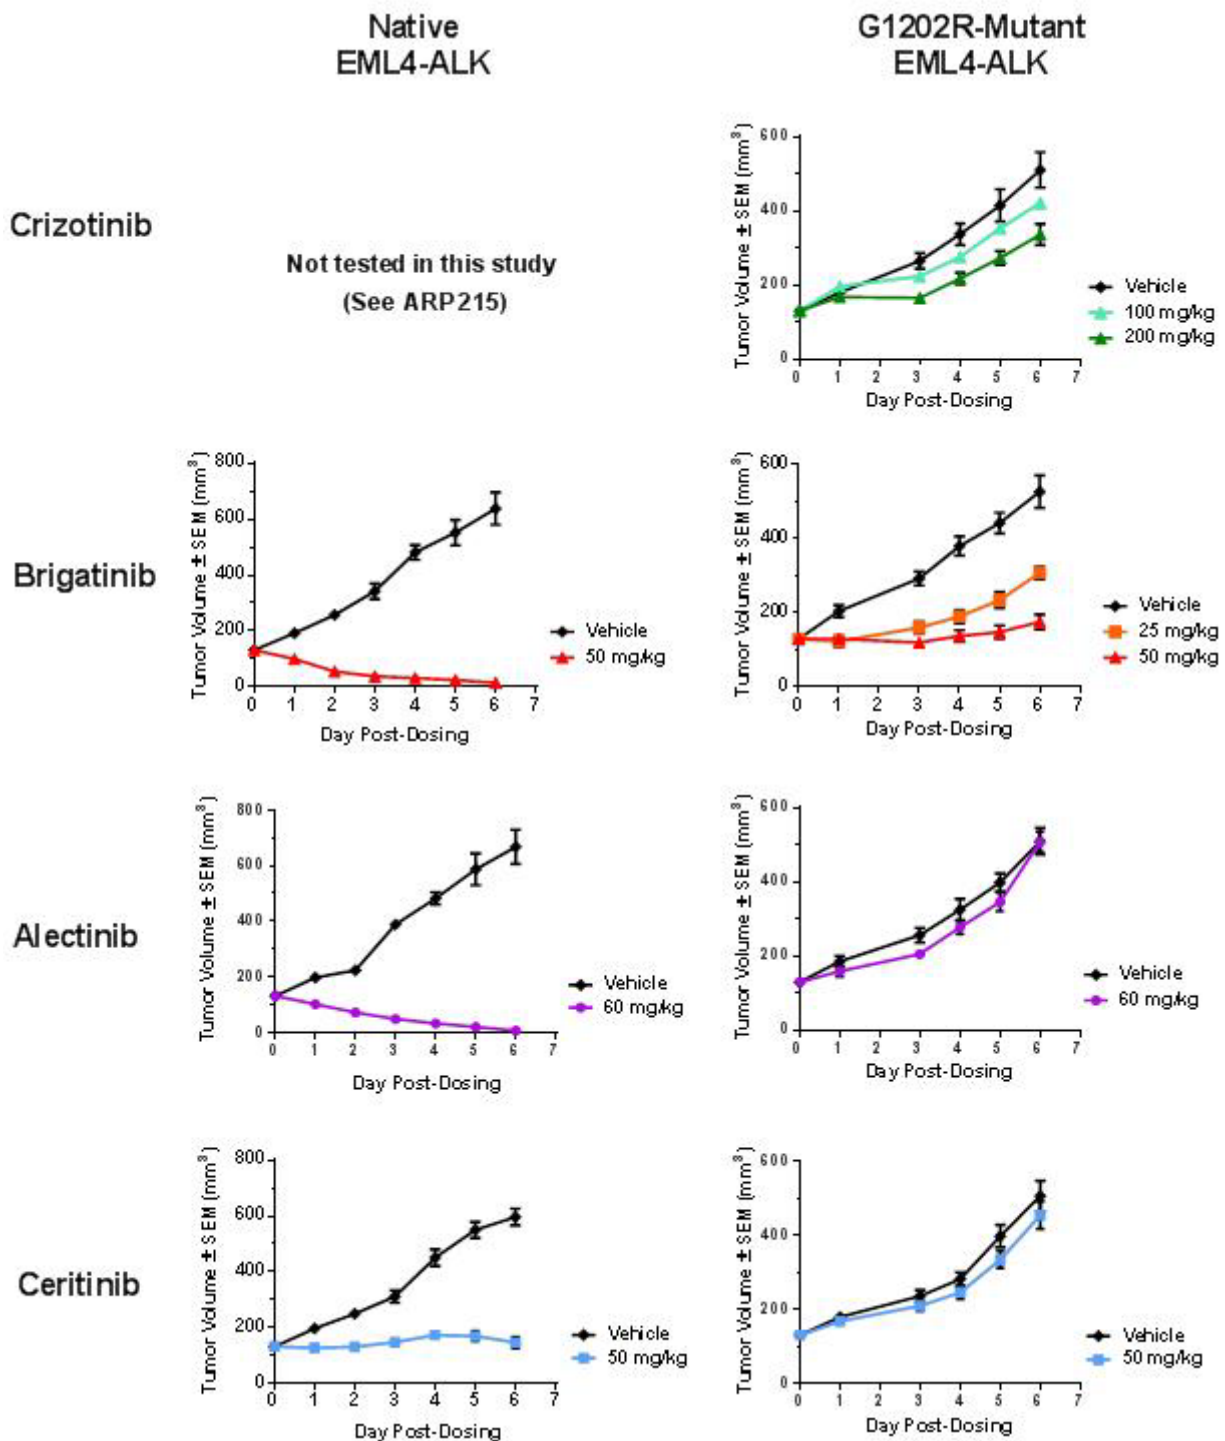 Native
EML4-ALK
G1202R-Mutant
EML4-ALK
Crizotinib
Not tested in this study
(See ARP215)
Tumor Volume ± SEM (mm³)
600
400
200
0
0 1 2 3 4 5 6 7
Day Post-Dosing
Vehicle
100 mg/kg
200 mg/kg
Brigatinib
Tumor Volume ± SEM (mm³)
800
600
400
200
0
0 1 2 3 4 5 6 7
Day Post-Dosing
Vehicle
50 mg/kg
Tumor Volume ± SEM (mm³)
600
400
200
0
0 1 2 3 4 5 6 7
Day Post-Dosing
Vehicle
25 mg/kg
50 mg/kg
Alectinib
Tumor Volume ± SEM (mm³)
800
600
400
200
0
0 1 2 3 4 5 6 7
Day Post-Dosing
Vehicle
60 mg/kg
Tumor Volume ± SEM (mm³)
600
400
200
0
0 1 2 3 4 5 6 7
Day Post-Dosing
Vehicle
60 mg/kg
Ceritinib
Tumor Volume ± SEM (mm³)
800
600
400
200
0
0 1 2 3 4 5 6 7
Day Post-Dosing
Vehicle
50 mg/kg
Tumor Volume ± SEM (mm³)
600
400
200
0
0 1 2 3 4 5 6 7
Day Post-Dosing
Vehicle
50 mg/kg